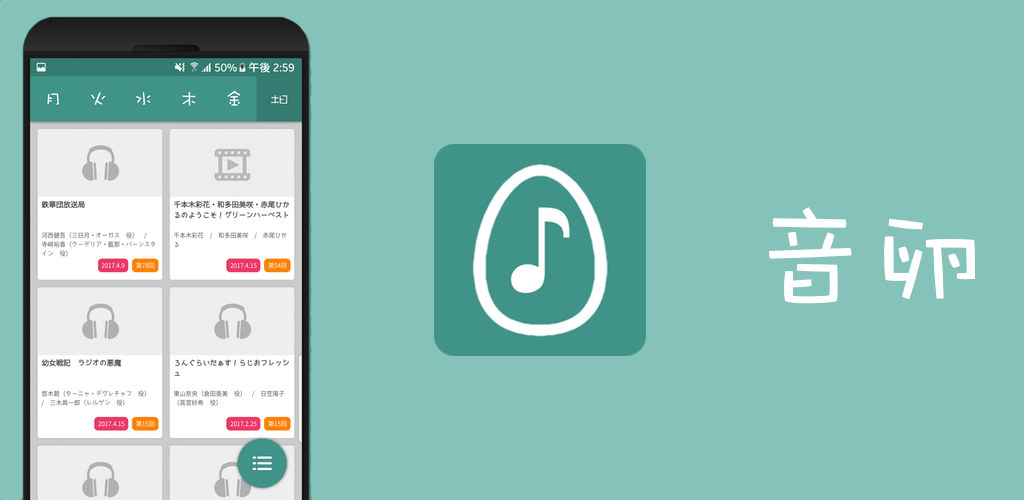 50% 午後 2:59
月 火 水 木 金 土日
鉄華団放送局
河西健吾（三日月・オーガス 役） /
寺崎裕香（クーデリア・藍那・バーンスタ
イン 役）
2017.4.9 第78回
千本木彩花・和多田美咲・赤尾ひか
るのようこそ！グリーンハーベスト
千本木彩花 / 和多田美咲 / 赤尾ひか
る
2017.4.15 第54回
幼女戦記 ラジオの悪魔
悠木碧（ターニャ・デグレチャフ 役）
/ 三木眞一郎（レルゲン 役）
2017.4.15 第15回
ろんぐらいだぁす！らじおフレッシ
ュ
東山奈央（倉田亜美 役） / 日笠陽子
（高宮紗希 役）
2017.2.25 第15回
音卵